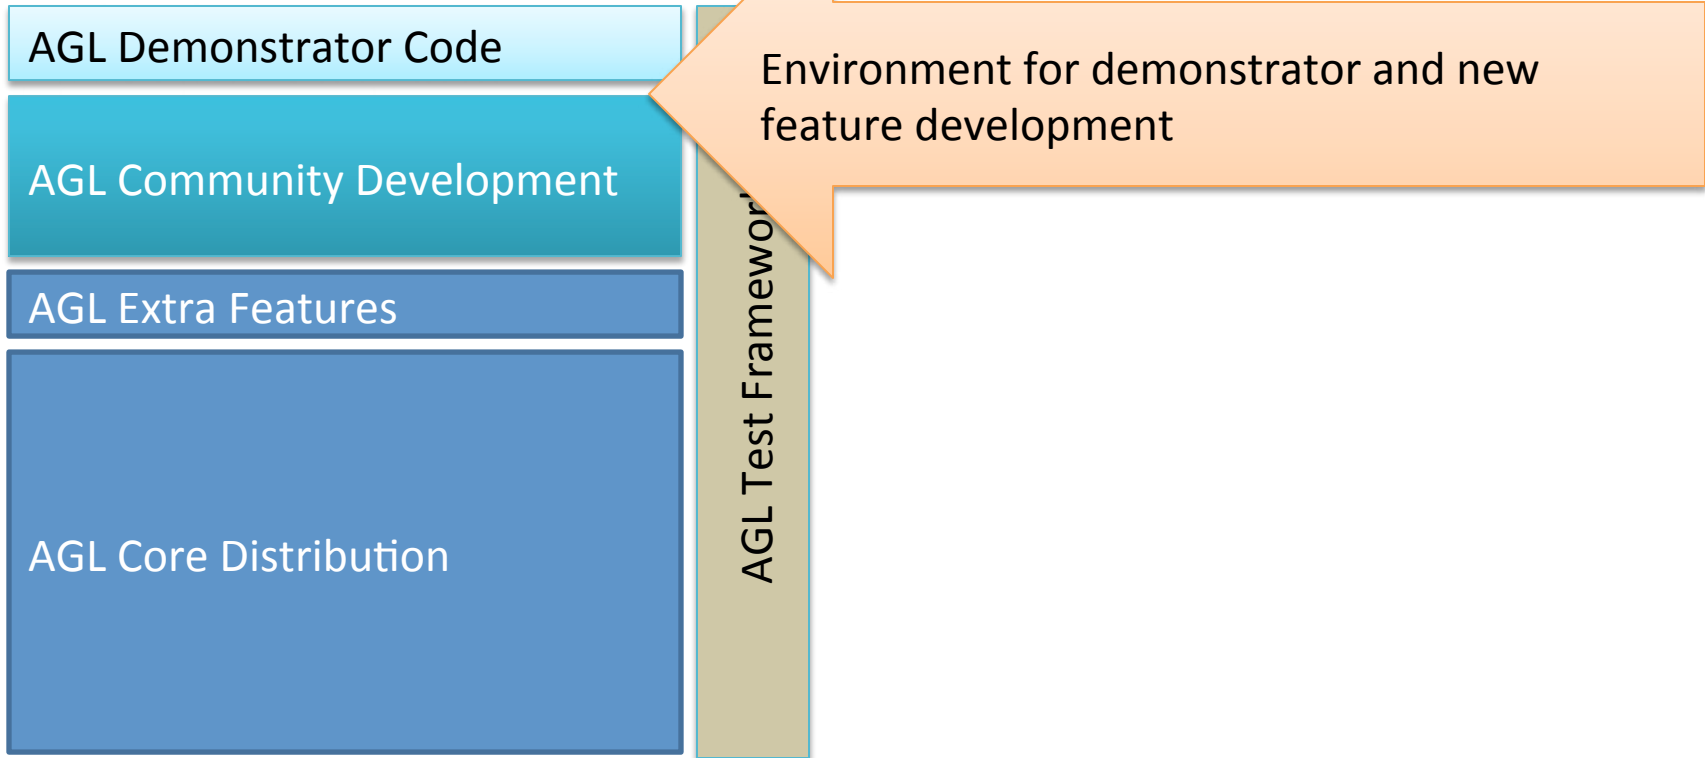 AGL Demonstrator Code
Environment for demonstrator and new
feature development
AGL Community Development
AGL Extra Features
AGL Core Distribution
AGL Test Framework